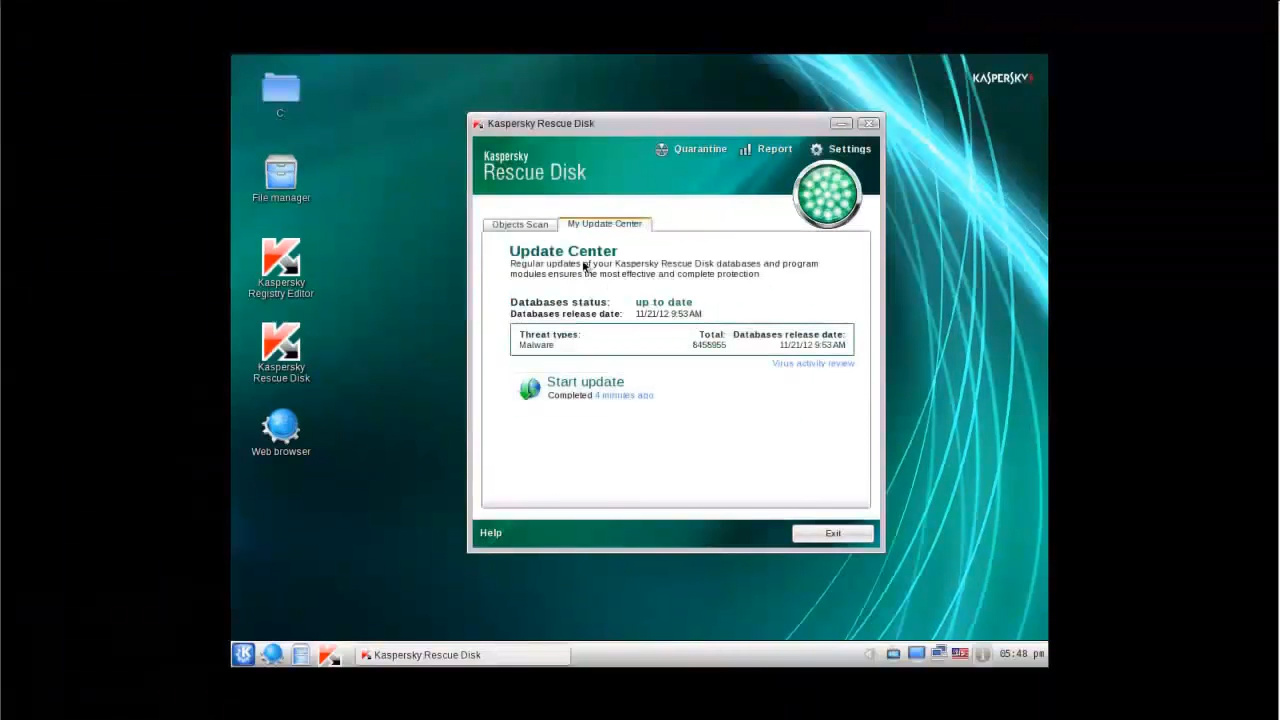 KASPERSKY
C
File manager
Kaspersky
Registry Editor
Kaspersky
Rescue Disk
Web browser
Kaspersky Rescue Disk
Quarantine Report Settings
Kaspersky
Rescue Disk
Objects Scan My Update Center
Update Center
Regular updates of your Kaspersky Rescue Disk databases and program
modules ensures the most effective and complete protection
Databases status: up to date
Databases release date: 11/21/12 9:53 AM
Threat types: Total: Databases release date:
Malware 8458955 11/21/12 9:53 AM
Virus activity review
Start update
Completed 4 minutes ago
Help Exit
Kaspersky Rescue Disk
05:48 pm